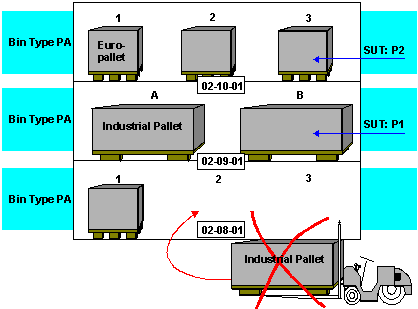 1 2 3
Bin Type PA
Euro-
pallet
SUT: P2
02-10-01
A B
Bin Type PA
Industrial Pallet
SUT: P1
02-09-01
1 2 3
Bin Type PA
02-08-01
Industrial Pallet